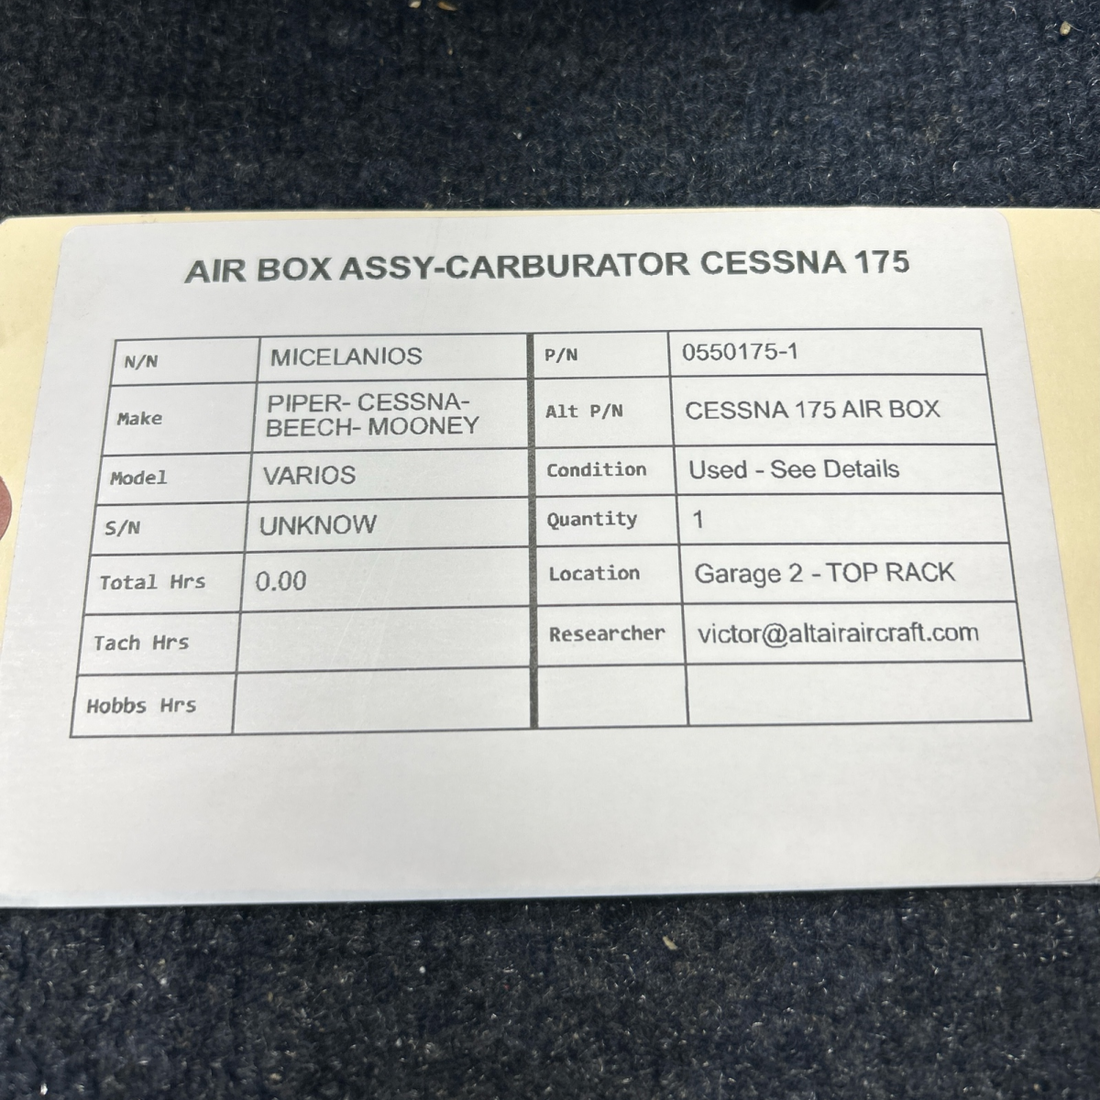 AIR BOX ASSY-CARBURATOR CESSNA 175
N/N MICELANIOS P/N 0550175-1
Make PIPER- CESSNA-
BEECH- MOONEY Alt P/N CESSNA 175 AIR BOX
Model VARIOS Condition Used - See Details
S/N UNKNOW Quantity 1
Total Hrs 0.00 Location Garage 2 - TOP RACK
Tach Hrs Researcher victor@altairaircraft.com
Hobbs Hrs